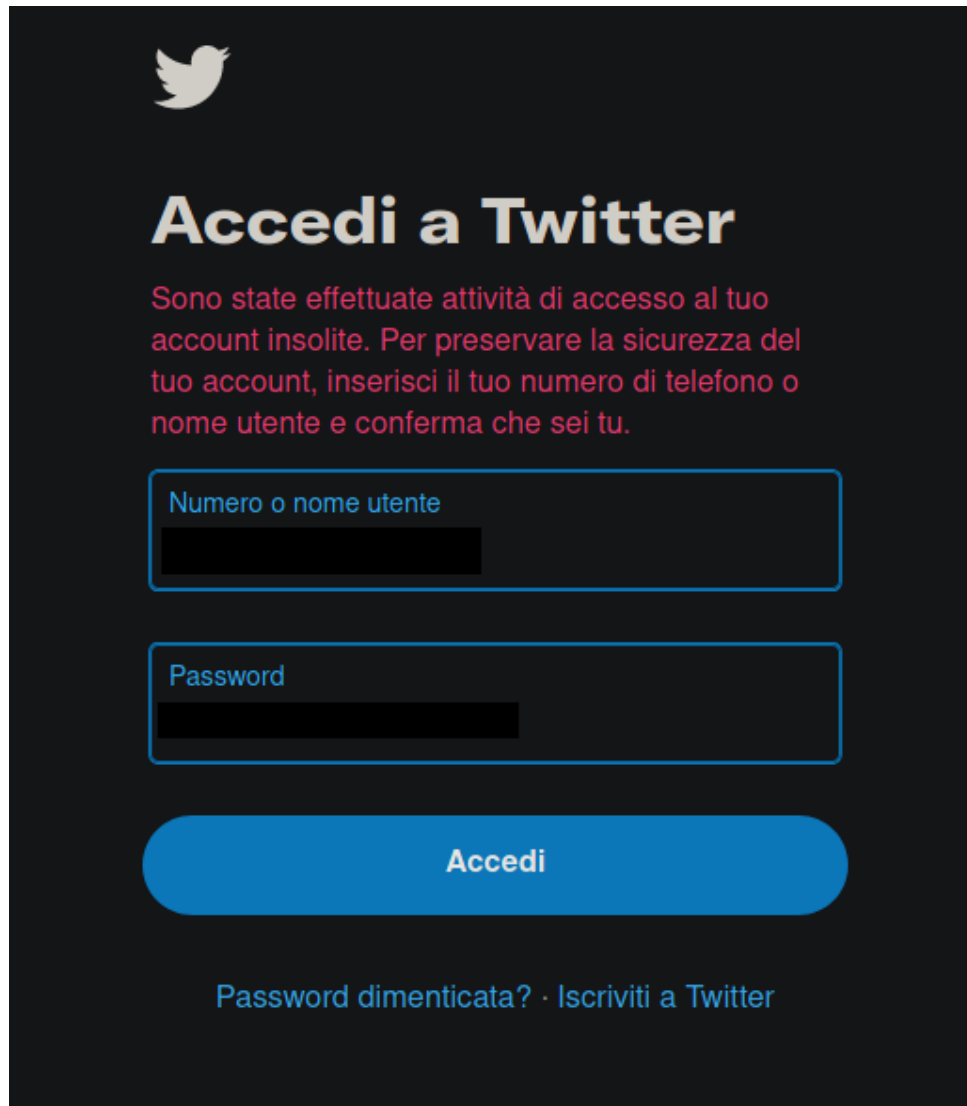 Accedi a Twitter
Sono state effettuate attività di accesso al tuo
account insolite. Per preservare la sicurezza del
tuo account, inserisci il tuo numero di telefono o
nome utente e conferma che sei tu.
Numero o nome utente
Password
Accedi
Password dimenticata? · Iscriviti a Twitter